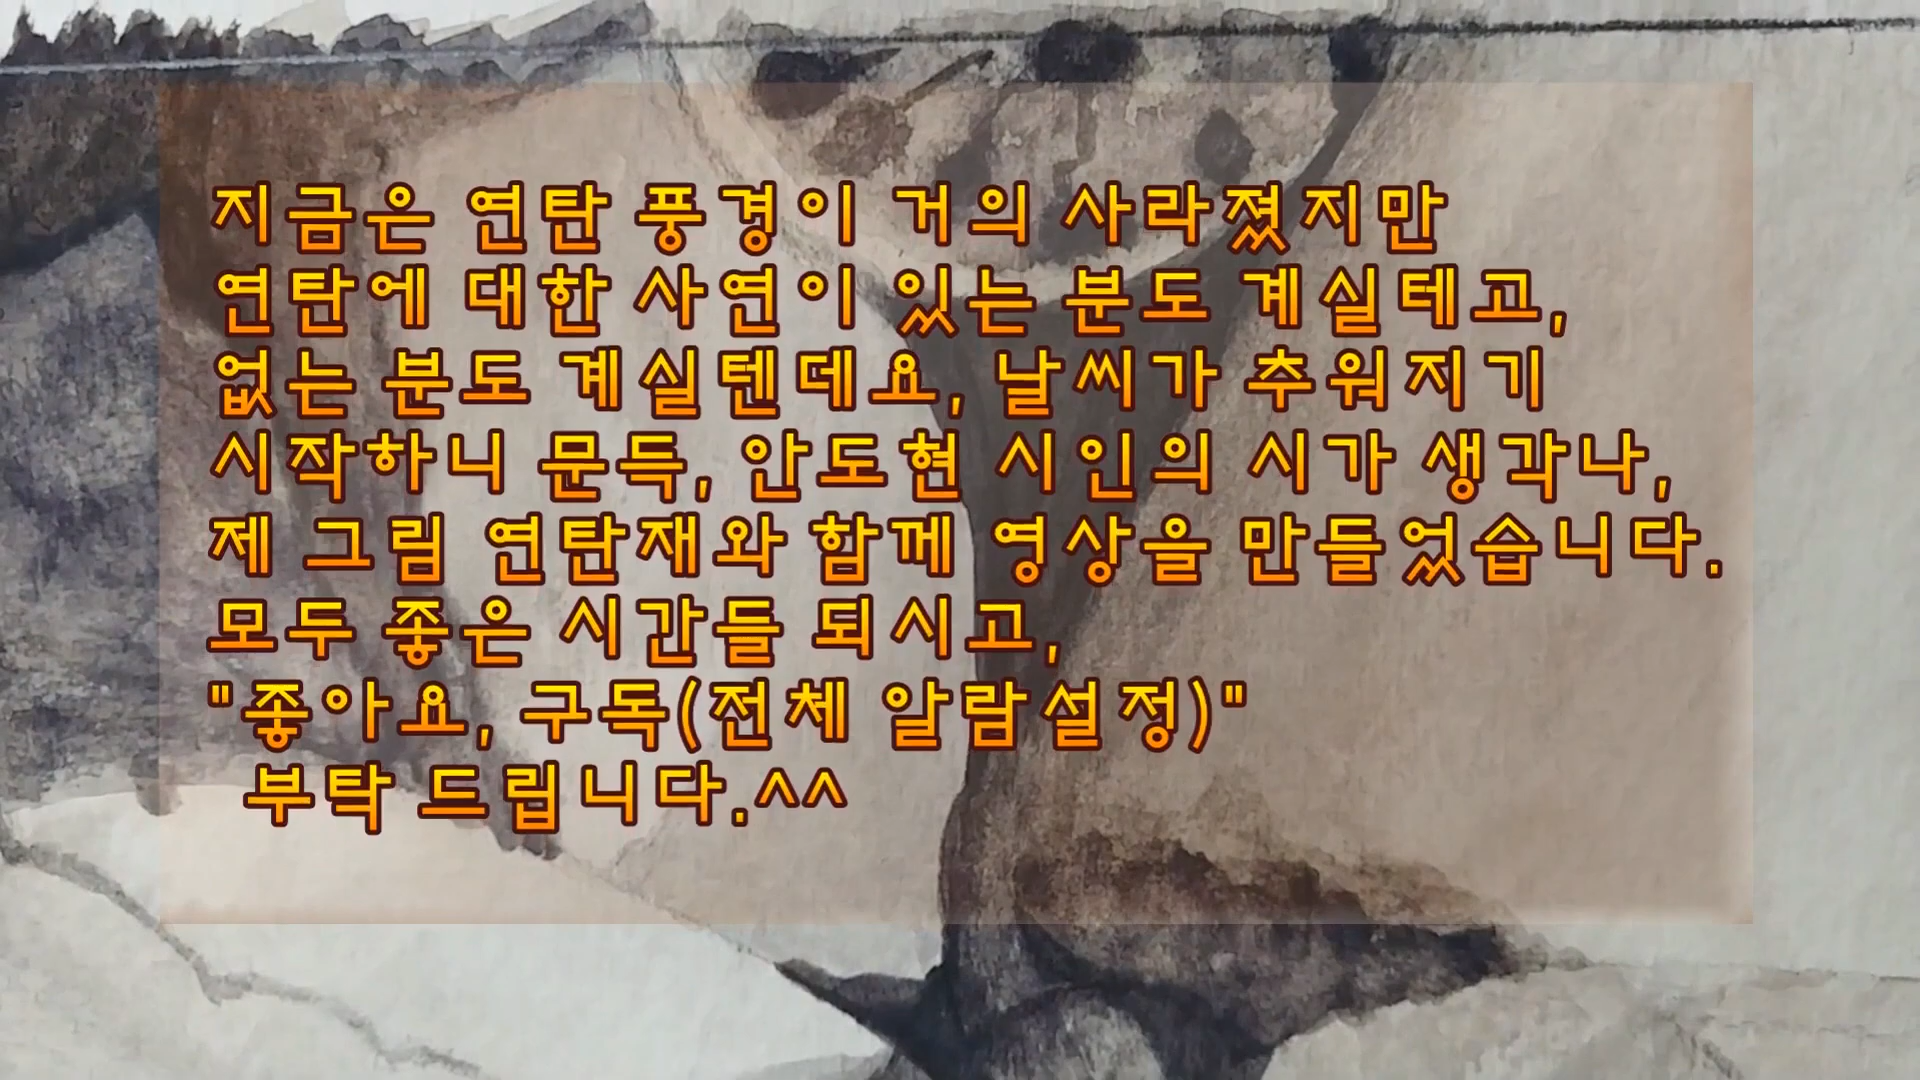 지금은 연탄 풍경이 거의 사라졌지만
연탄에 대한 사연이 있는 분도 계실테고,
없는 분도 계실텐데요, 날씨가 추워지기
시작하니 문득, 안도현 시인의 시가 생각나,
제 그림 연탄재와 함께 영상을 만들었습니다.
모두 좋은 시간들 되시고,
"좋아요, 구독(전체 알람설정)"
부탁 드립니다.^^